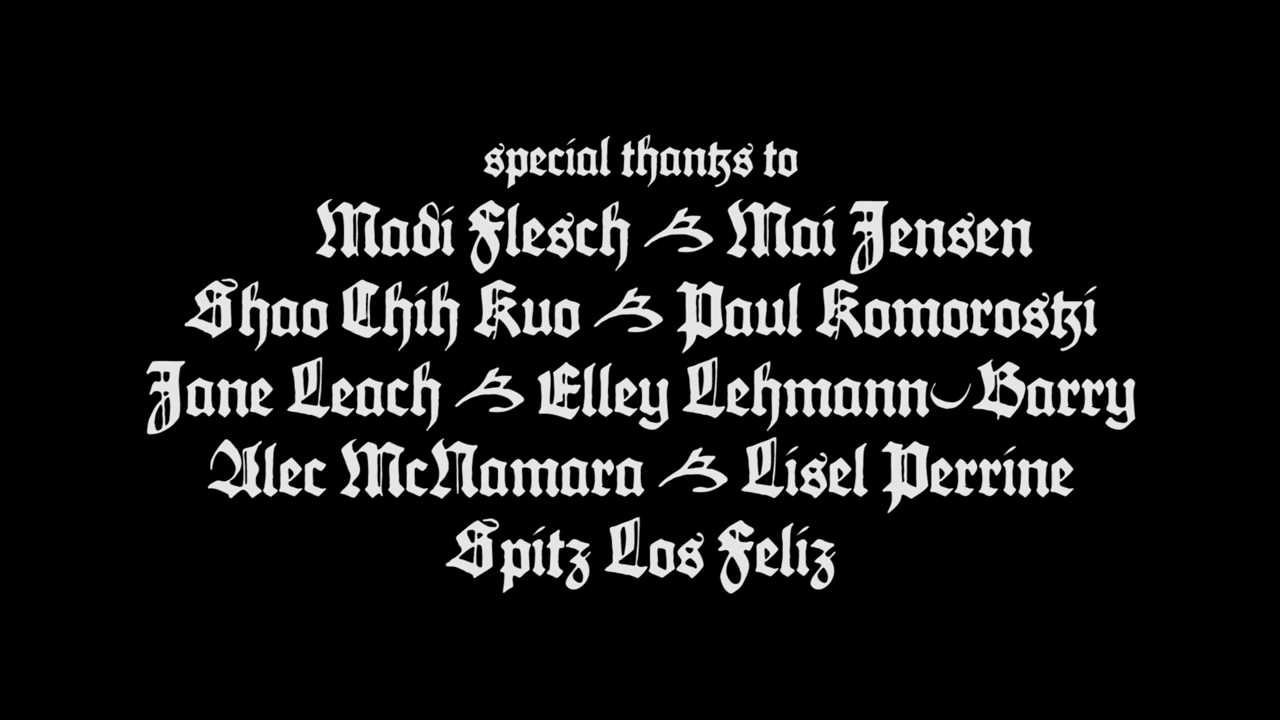 special thanks to
Madi Flesch & Mai Jensen
Shao Chih Kuo & Paul Komoroski
Jane Leach & Elley Lehmann-Barry
Alec McNamara & Lisel Perrine
Spitz Los Feliz